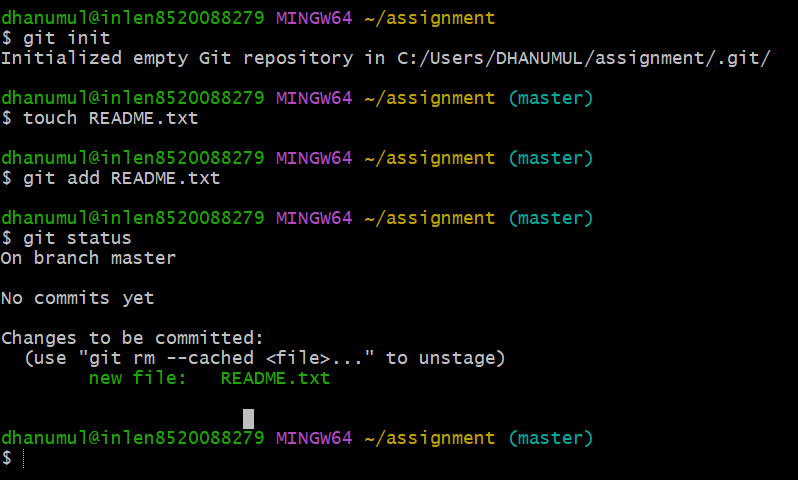 dhanumul@inlen8520088279 MINGW64 ~/assignment
$ git init
Initialized empty Git repository in C:/Users/DHANUMUL/assignment/.git/
dhanumul@inlen8520088279 MINGW64 ~/assignment (master)
$ touch README.txt
dhanumul@inlen8520088279 MINGW64 ~/assignment (master)
$ git add README.txt
dhanumul@inlen8520088279 MINGW64 ~/assignment (master)
$ git status
On branch master
No commits yet
Changes to be committed:
  (use "git rm --cached <file>..." to unstage)
        new file:   README.txt
dhanumul@inlen8520088279 MINGW64 ~/assignment (master)
$